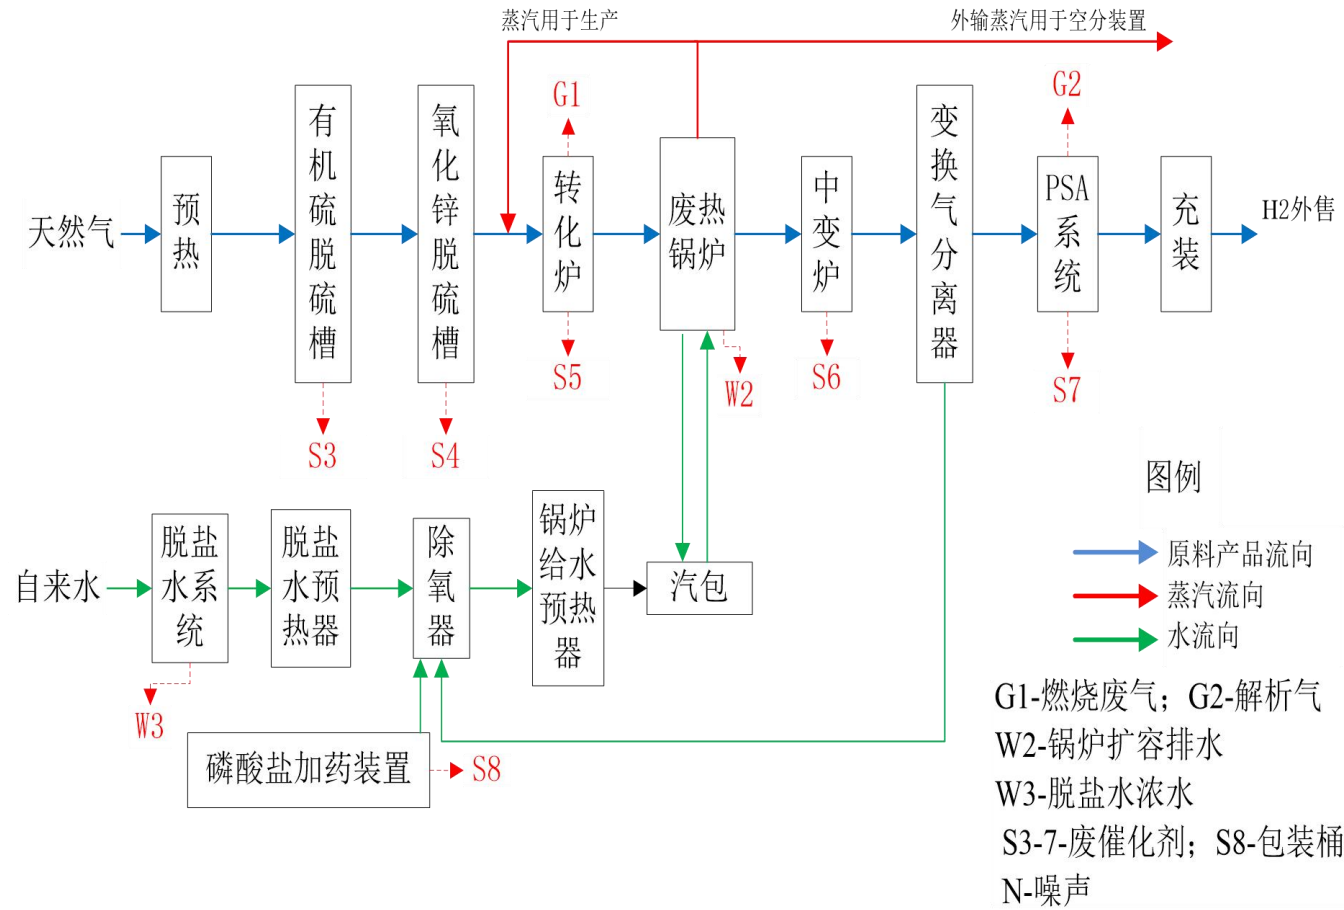 蒸汽用于生产
外输蒸汽用于空分装置
G1
G2
天然气
预热
有机硫脱硫槽
氧化锌脱硫槽
转化炉
废热
锅炉
中变炉
变换气分离器
PSA
系统
充装
H2外售
S3
S4
S5
W2
S6
S7
自来水
脱盐
水系
统
脱盐
水预
热器
除氧器
锅炉
给水
预热
器
汽包
W3
磷酸盐加药装置
S8
图例
原料产品流向
蒸汽流向
水流向
G1-燃烧废气；G2-解析气
W2-锅炉扩容排水
W3-脱盐水浓水
S3-7-废催化剂；S8-包装桶
N-噪声